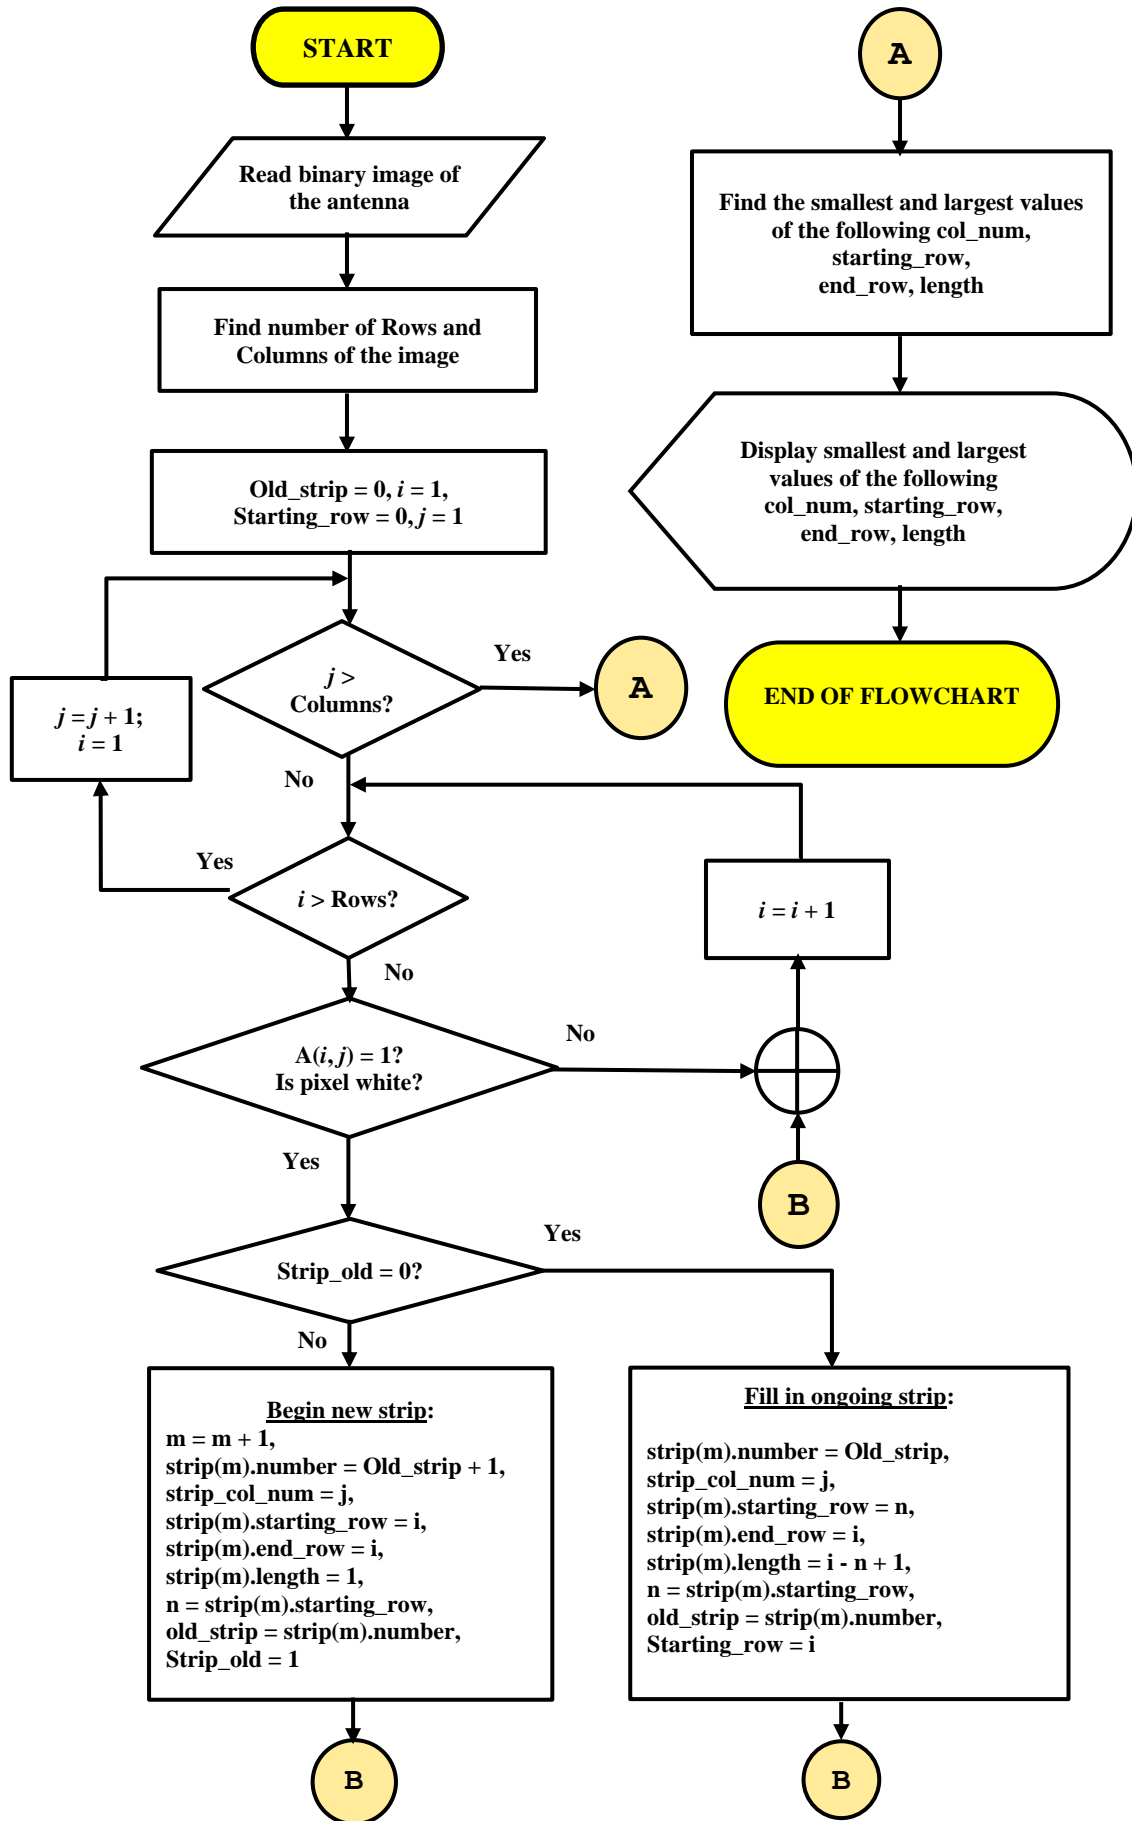 START
Read binary image of
the antenna
Find number of Rows and
Columns of the image
Old_strip = 0, i = 1,
Starting_row = 0, j = 1
j >
Columns?
Yes
A
No
j = j + 1;
i = 1
Yes
i > Rows?
No
i = i + 1
A(i, j) = 1?
Is pixel white?
No
Yes
B
Strip_old = 0?
Yes
No
Begin new strip:
m = m + 1,
strip(m).number = Old_strip + 1,
strip_col_num = j,
strip(m).starting_row = i,
strip(m).end_row = i,
strip(m).length = 1,
n = strip(m).starting_row,
old_strip = strip(m).number,
Strip_old = 1
B
Fill in ongoing strip:
strip(m).number = Old_strip,
strip_col_num = j,
strip(m).starting_row = n,
strip(m).end_row = i,
strip(m).length = i - n + 1,
n = strip(m).starting_row,
old_strip = strip(m).number,
Starting_row = i
B
A
Find the smallest and largest values
of the following col_num,
starting_row,
end_row, length
Display smallest and largest
values of the following
col_num, starting_row,
end_row, length
END OF FLOWCHART